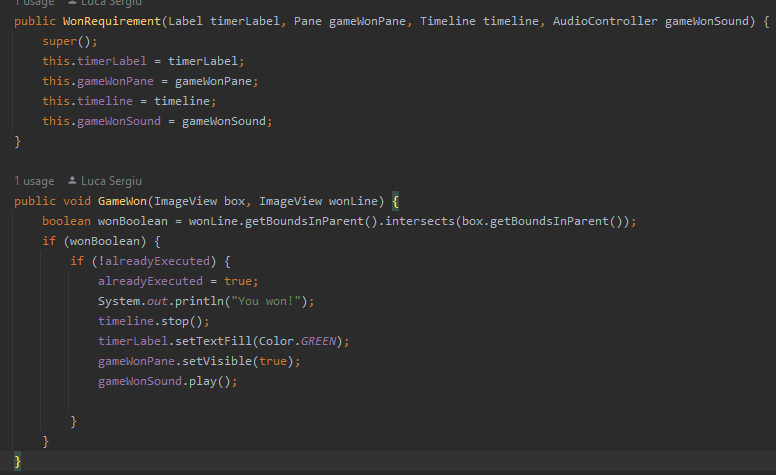 1 usage Luca Sergiu
public WonRequirement(Label timerLabel, Pane gameWonPane, Timeline timeline, AudioController gameWonSound) {
super();
this.timerLabel = timerLabel;
this.gameWonPane = gameWonPane;
this.timeline = timeline;
this.gameWonSound = gameWonSound;
}
1 usage Luca Sergiu
public void GameWon(ImageView box, ImageView wonLine) {
boolean wonBoolean = wonLine.getBoundsInParent().intersects(box.getBoundsInParent());
if (wonBoolean) {
if (!alreadyExecuted) {
alreadyExecuted = true;
System.out.println("You won!");
timeline.stop();
timerLabel.setTextFill(Color.GREEN);
gameWonPane.setVisible(true);
gameWonSound.play();
}
}
}